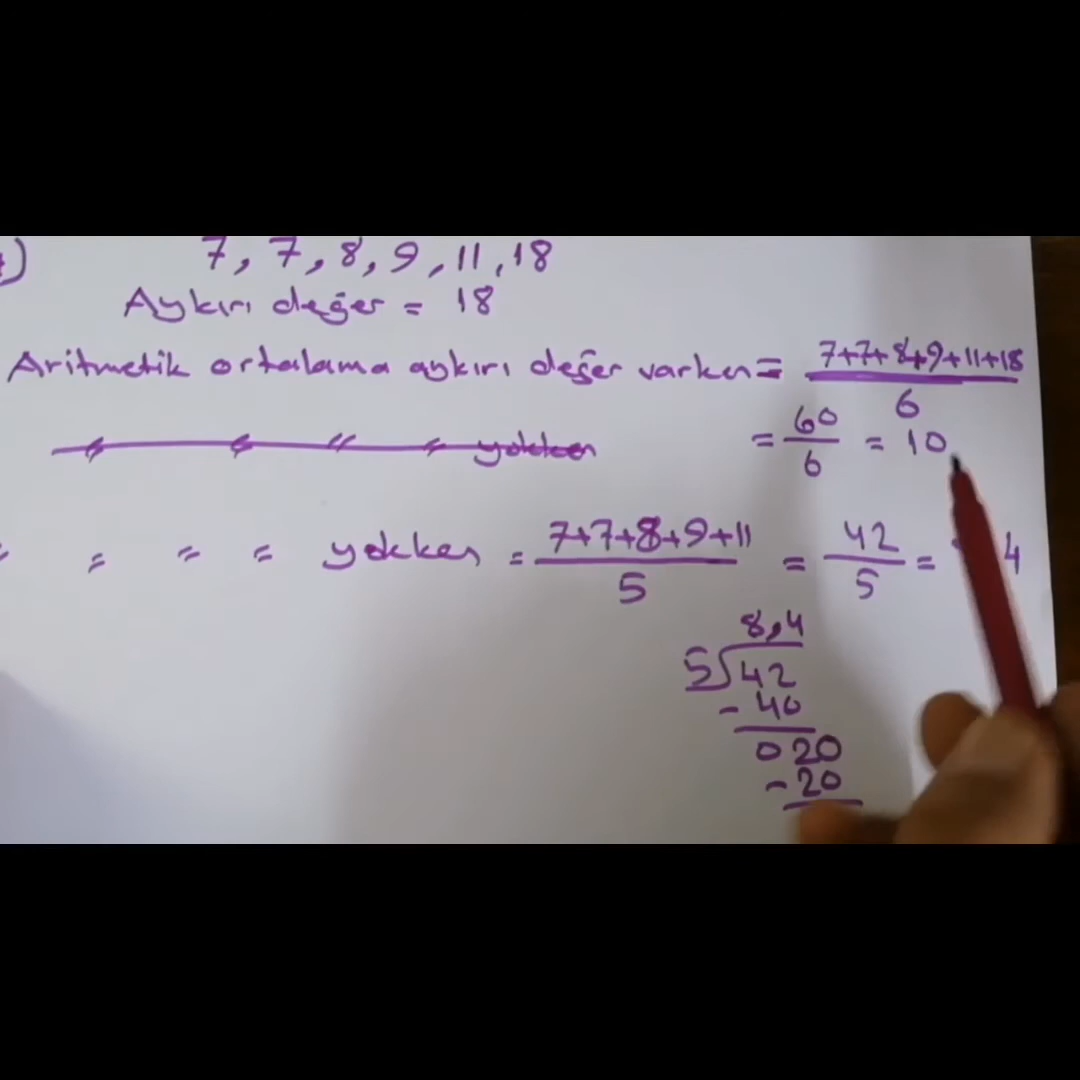 7, 7, 8, 9, 11, 18
Aykırı değer = 18
Aritmetik ortalama aykırı değer varken = 7+7+8+9+11+18 / 6
= 60 / 6 = 10
yokken
" " " " yokken = 7+7+8+9+11 / 5 = 42 / 5 = 4
8,4
5 42
- 40
020
- 20